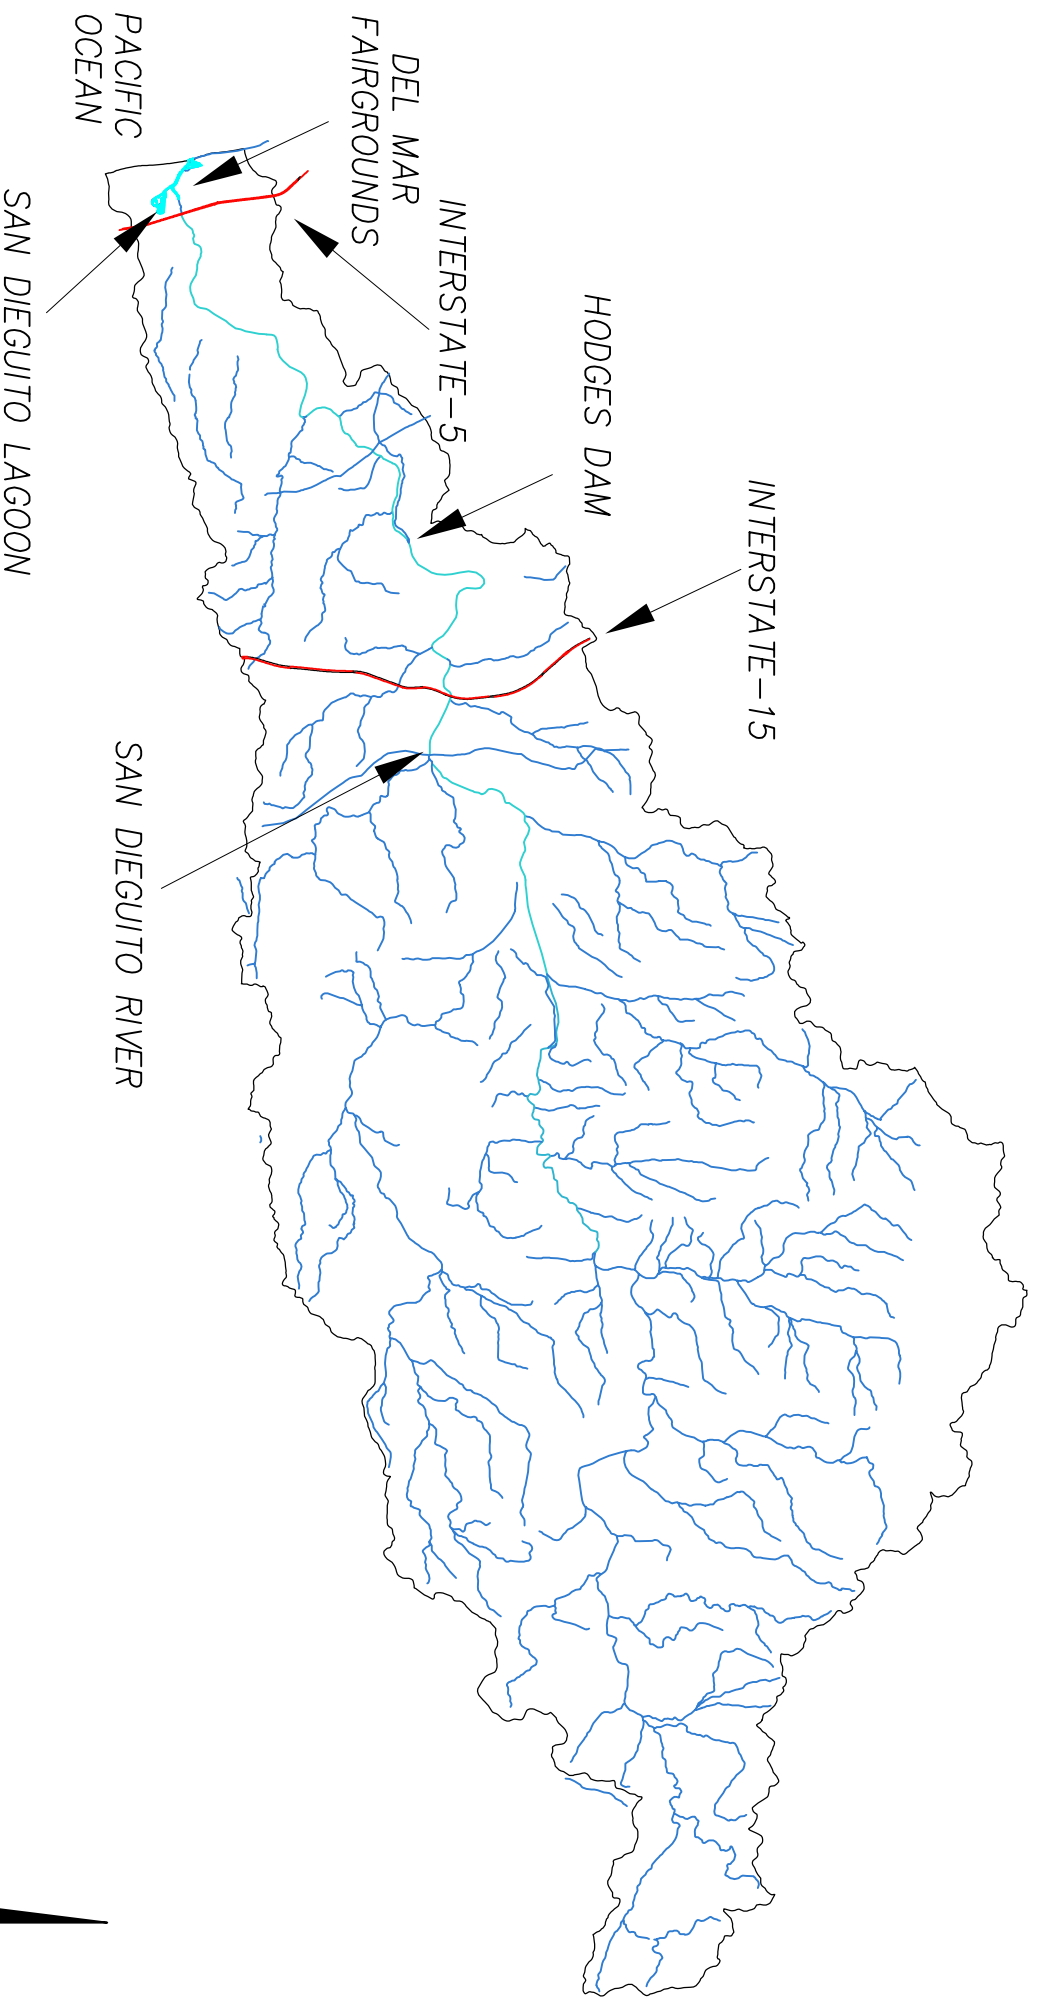 PACIFIC
OCEAN
DEL MAR
FAIRGROUNDS
SAN DIEGUITO LAGOON
INTERSTATE-5
HODGES DAM
INTERSTATE-15
SAN DIEGUITO RIVER